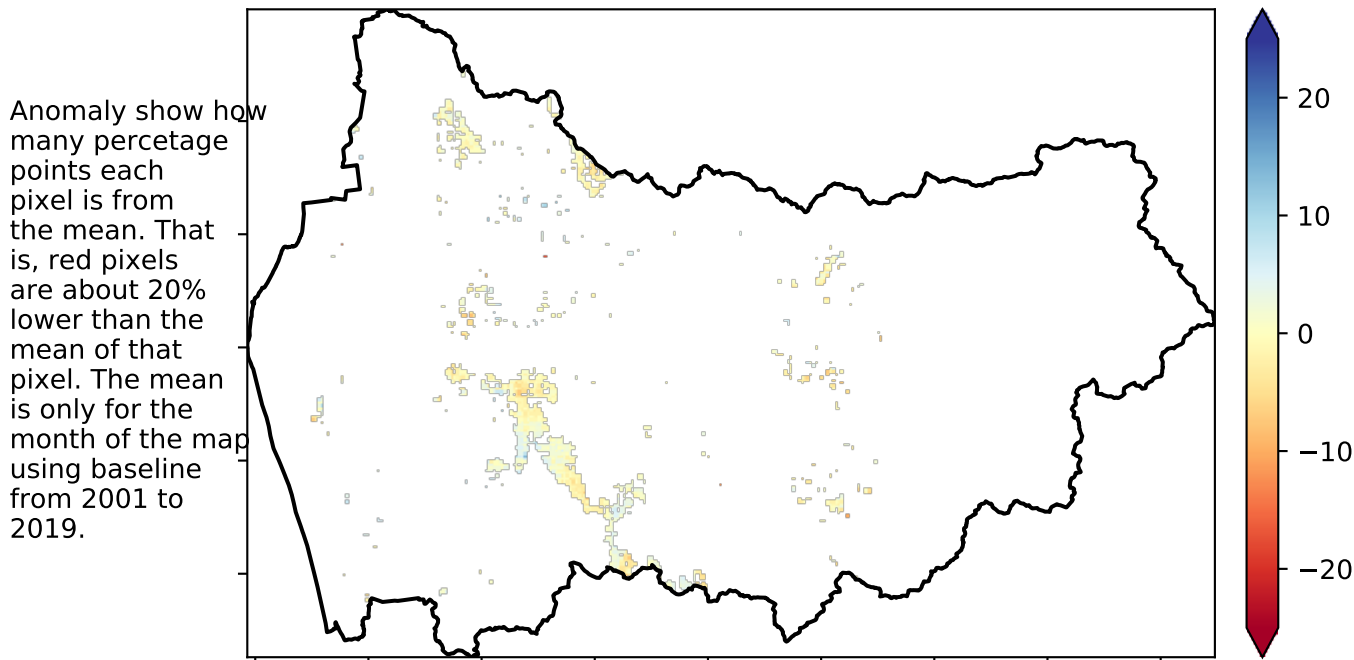 Anomaly show how
many percetage
points each
pixel is from
the mean. That
is, red pixels
are about 20%
lower than the
mean of that
pixel. The mean
is only for the
month of the map
using baseline
from 2001 to
2019.
20
10
0
−10
−20